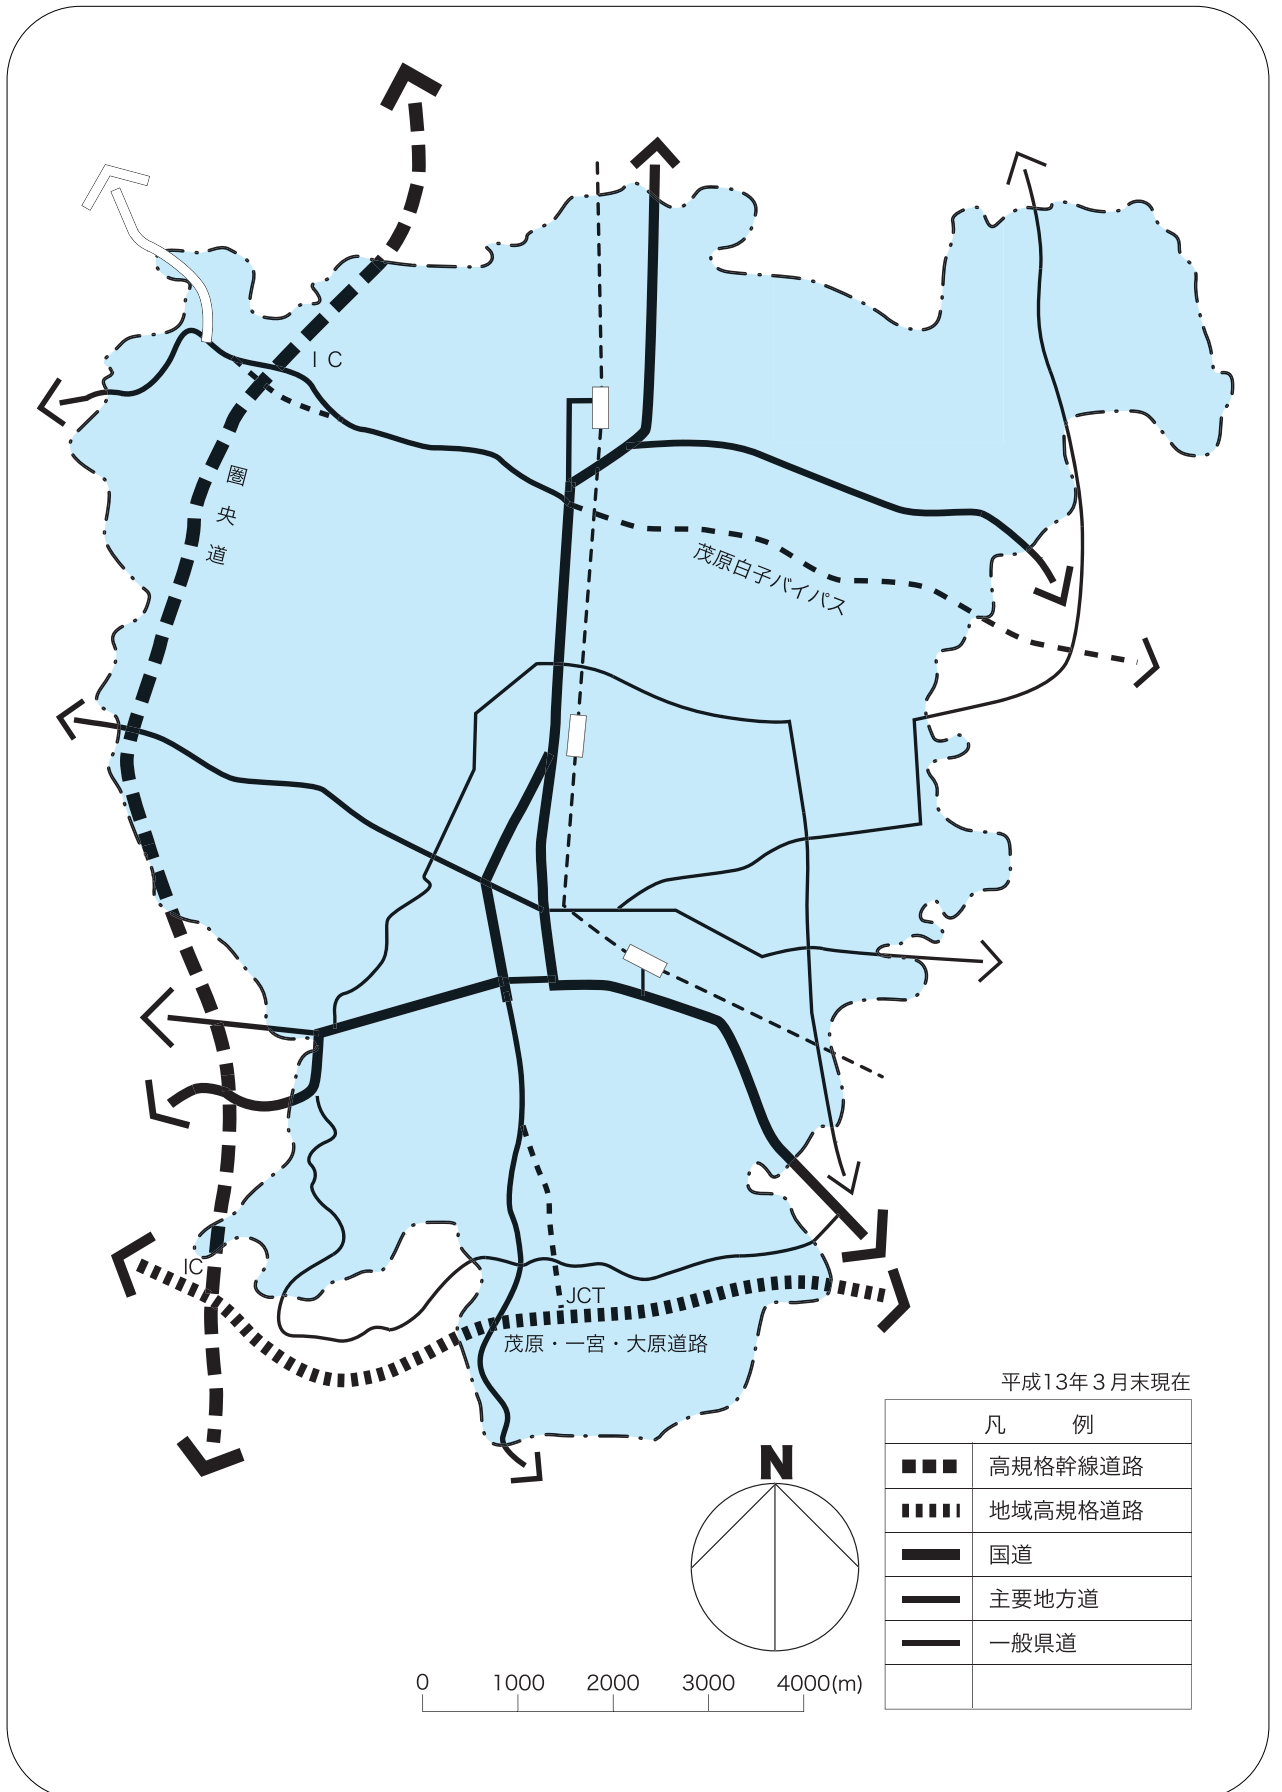 ＩＣ
圏央道
茂原白子バイパス
IC
JCT
茂原・一宮・大原道路
平成13年３月末現在
凡　例
高規格幹線道路
地域高規格道路
国道
主要地方道
一般県道
N
0 1000 2000 3000 4000(m)